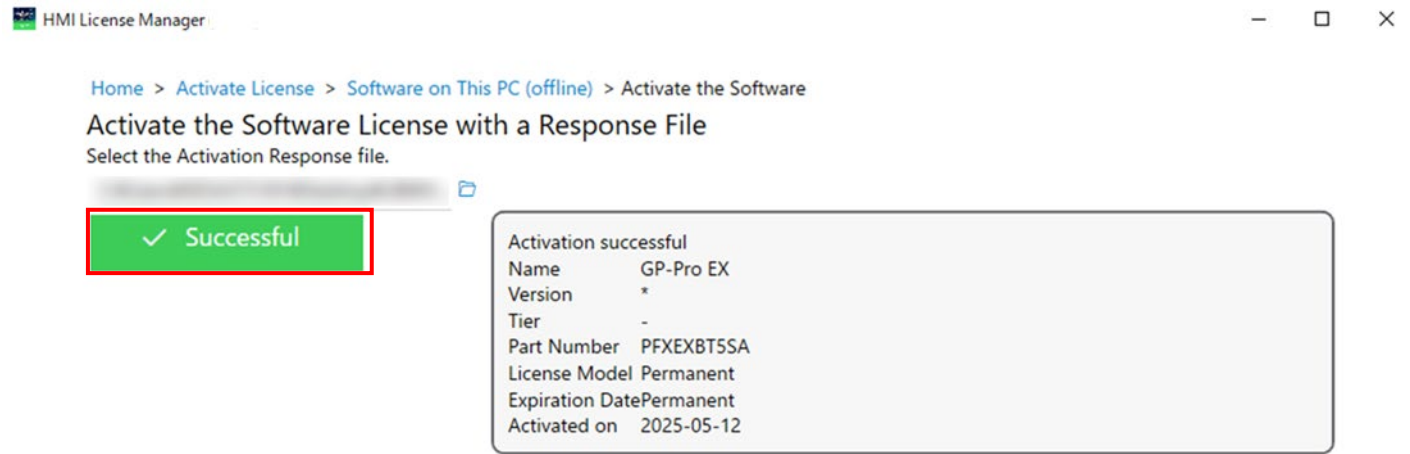 HMI License Manager
Home > Activate License > Software on This PC (offline) > Activate the Software
Activate the Software License with a Response File
Select the Activation Response file.
Successful
Activation successful
Name GP-Pro EX
Version *
Tier -
Part Number PFXEXBT5SA
License Model Permanent
Expiration DatePermanent
Activated on 2025-05-12